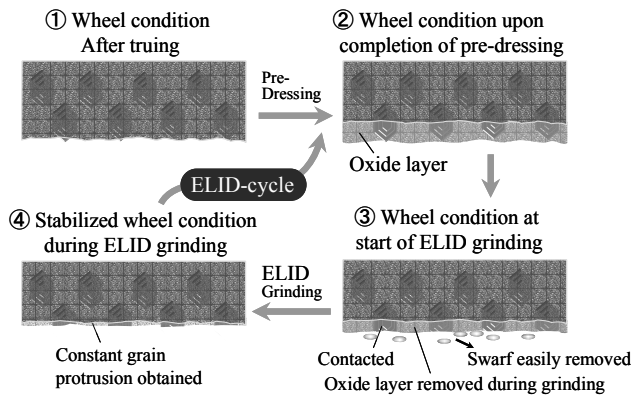 ① Wheel condition
After truing
Pre-
Dressing
② Wheel condition upon
completion of pre-dressing
Oxide layer
ELID-cycle
③ Wheel condition at
start of ELID grinding
Contacted
Swarf easily removed
Oxide layer removed during grinding
ELID
Grinding
④ Stabilized wheel condition
during ELID grinding
Constant grain
protrusion obtained